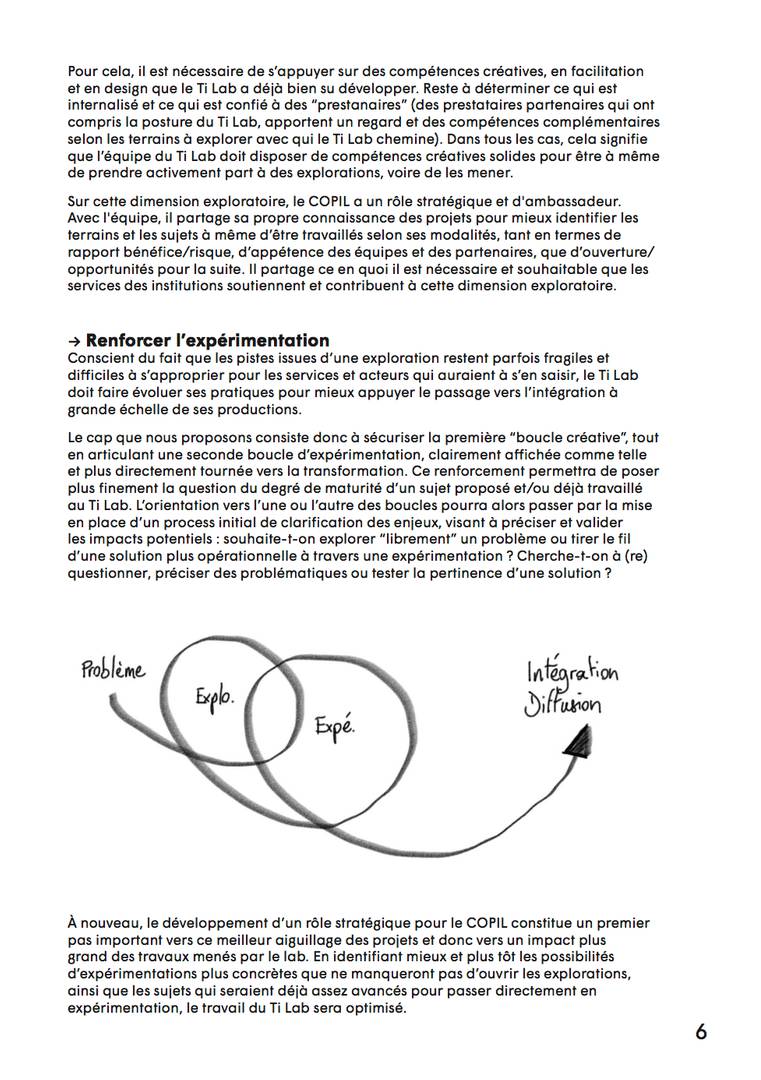 Pour cela, il est nécessaire de s’appuyer sur des compétences créatives, en facilitation
et en design que le Ti Lab a déjà bien su développer. Reste à déterminer ce qui est
internalisé et ce qui est confié à des “prestanaires” (des prestataires partenaires qui ont
compris la posture du Ti Lab, apportent un regard et des compétences complémentaires
selon les terrains à explorer avec qui le Ti Lab chemine). Dans tous les cas, cela signifie
que l’équipe du Ti Lab doit disposer de compétences créatives solides pour être à même
de prendre activement part à des explorations, voire de les mener.
Sur cette dimension exploratoire, le COPIL a un rôle stratégique et d'ambassadeur.
Avec l'équipe, il partage sa propre connaissance des projets pour mieux identifier les
terrains et les sujets à même d’être travaillés selon ses modalités, tant en termes de
rapport bénéfice/risque, d’appétence des équipes et des partenaires, que d’ouverture/
opportunités pour la suite. Il partage ce en quoi il est nécessaire et souhaitable que les
services des institutions soutiennent et contribuent à cette dimension exploratoire.
→ Renforcer l’expérimentation
Conscient du fait que les pistes issues d’une exploration restent parfois fragiles et
difficiles à s’approprier pour les services et acteurs qui auraient à s’en saisir, le Ti Lab
doit faire évoluer ses pratiques pour mieux appuyer le passage vers l’intégration à
grande échelle de ses productions.
Le cap que nous proposons consiste donc à sécuriser la première “boucle créative”, tout
en articulant une seconde boucle d’expérimentation, clairement affichée comme telle
et plus directement tournée vers la transformation. Ce renforcement permettra de poser
plus finement la question du degré de maturité d’un sujet proposé et/ou déjà travaillé
au Ti Lab. L’orientation vers l’une ou l’autre des boucles pourra alors passer par la mise
en place d’un process initial de clarification des enjeux, visant à préciser et valider
les impacts potentiels : souhaite-t-on explorer “librement” un problème ou tirer le fil
d’une solution plus opérationnelle à travers une expérimentation ? Cherche-t-on à (re)
questionner, préciser des problématiques ou tester la pertinence d’une solution ?
Problème
Explo.
Expé.
Intégration
Diffusion
À nouveau, le développement d’un rôle stratégique pour le COPIL constitue un premier
pas important vers ce meilleur aiguillage des projets et donc vers un impact plus
grand des travaux menés par le lab. En identifiant mieux et plus tôt les possibilités
d’expérimentations plus concrètes que ne manqueront pas d’ouvrir les explorations,
ainsi que les sujets qui seraient déjà assez avancés pour passer directement en
expérimentation, le travail du Ti Lab sera optimisé.
6